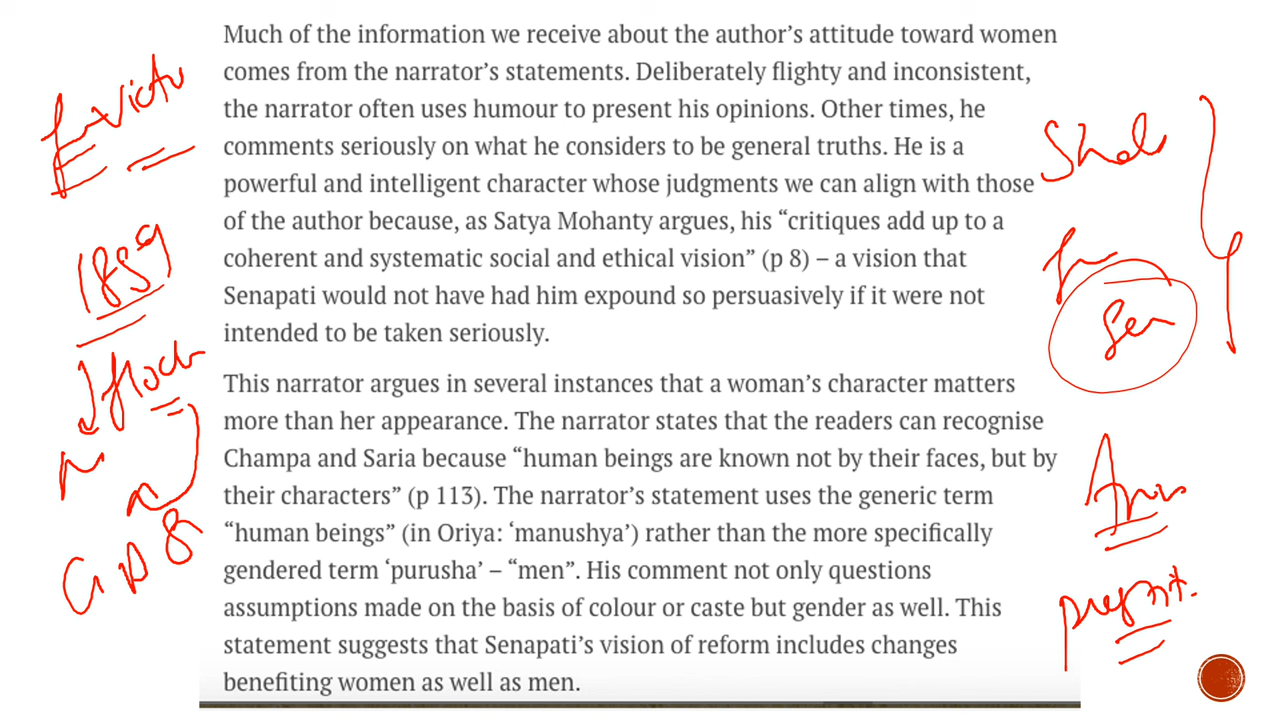 Much of the information we receive about the author's attitude toward women
comes from the narrator's statements. Deliberately flighty and inconsistent,
the narrator often uses humour to present his opinions. Other times, he
comments seriously on what he considers to be general truths. He is a
powerful and intelligent character whose judgments we can align with those
of the author because, as Satya Mohanty argues, his “critiques add up to a
coherent and systematic social and ethical vision” (p 8) – a vision that
Senapati would not have had him expound so persuasively if it were not
intended to be taken seriously.
This narrator argues in several instances that a woman's character matters
more than her appearance. The narrator states that the readers can recognise
Champa and Saria because “human beings are known not by their faces, but by
their characters” (p 113). The narrator's statement uses the generic term
“human beings” (in Oriya: ‘manushya’) rather than the more specifically
gendered term ‘purusha’ – “men”. His comment not only questions
assumptions made on the basis of colour or caste but gender as well. This
statement suggests that Senapati's vision of reform includes changes
benefiting women as well as men.
1859